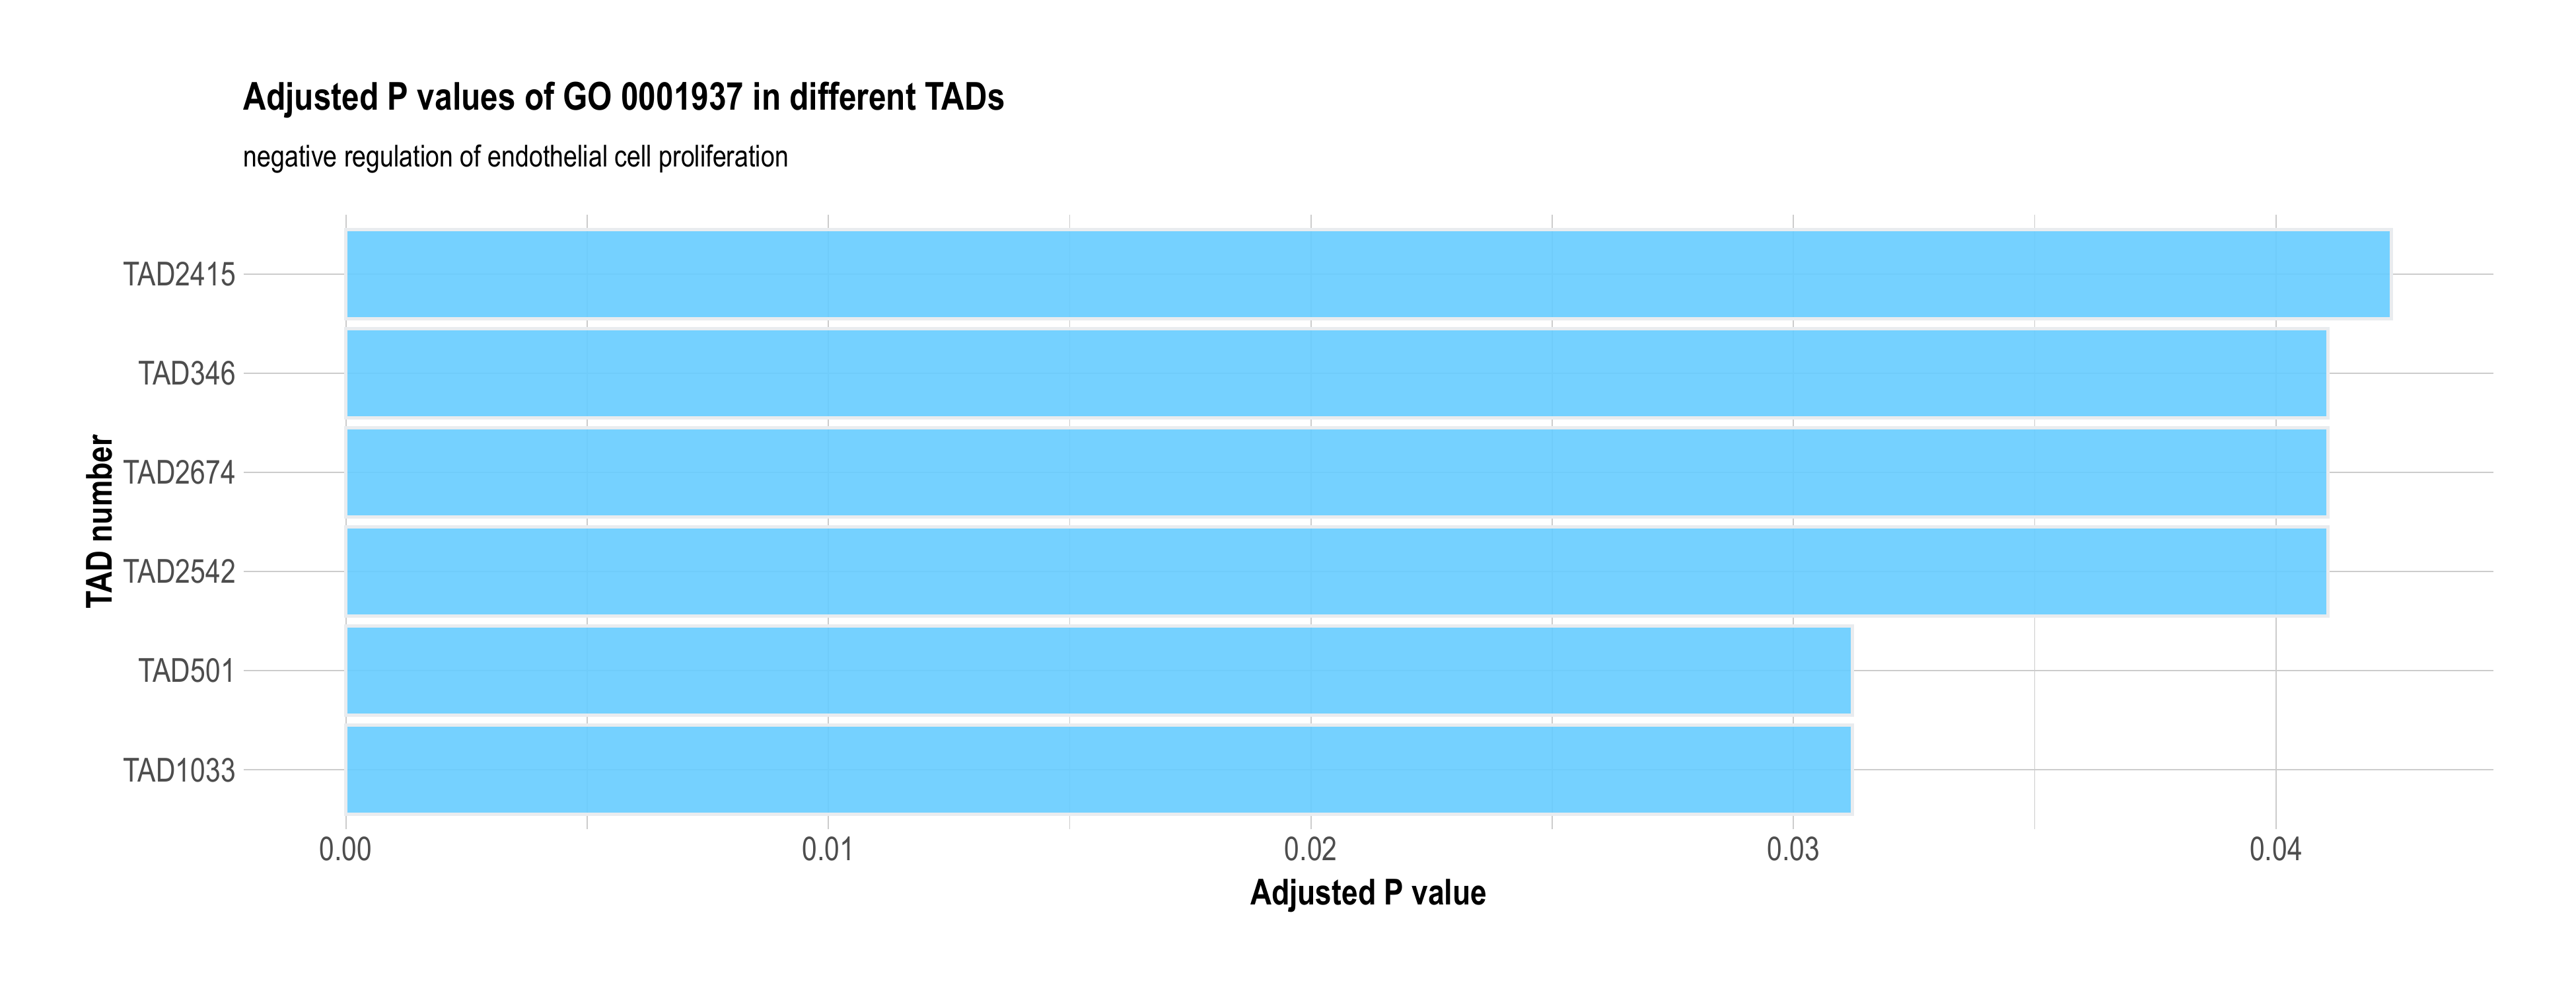 Adjusted P values of GO 0001937 in different TADs
negative regulation of endothelial cell proliferation
TAD number
TAD2415
TAD346
TAD2674
TAD2542
TAD501
TAD1033
0.00 0.01 0.02 0.03 0.04
Adjusted P value